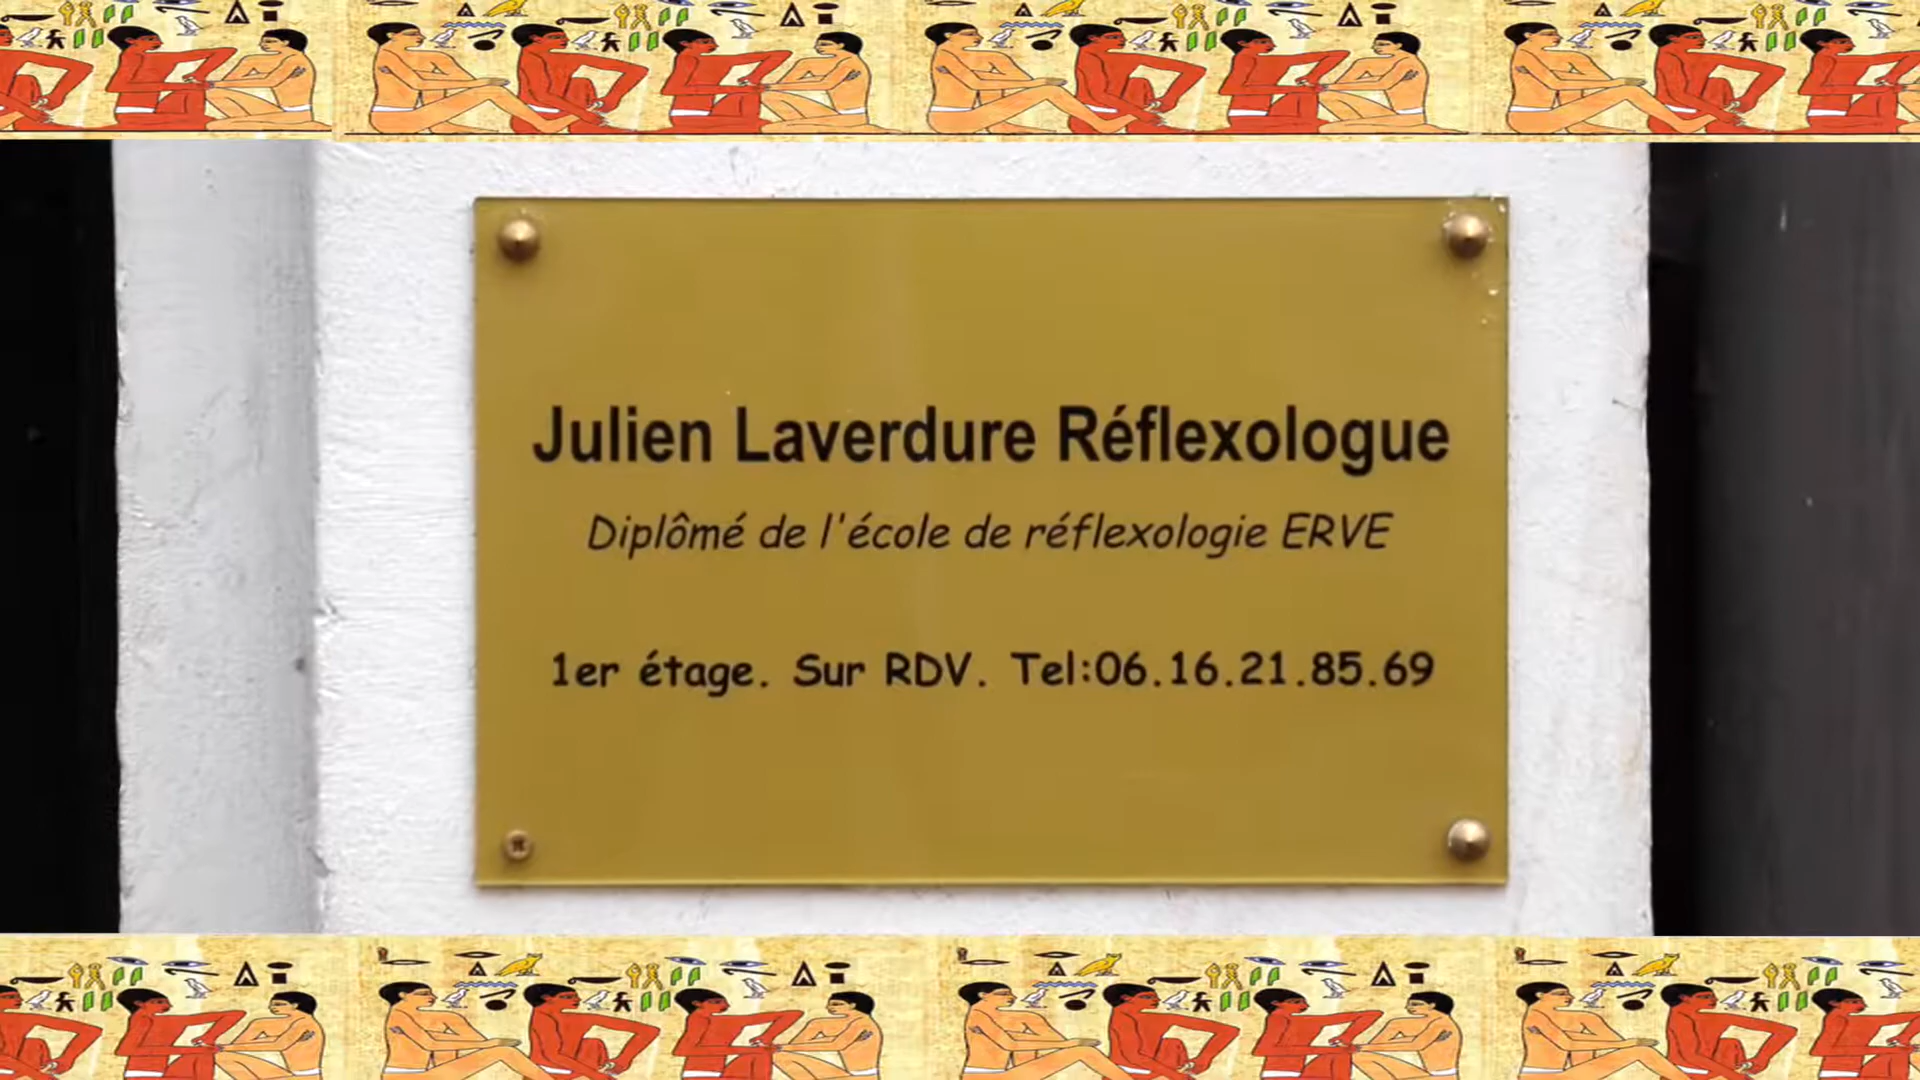 Julien Laverdure Réflexologue
Diplômé de l'école de réflexologie ERVE
1er étage. Sur RDV. Tel:06.16.21.85.69